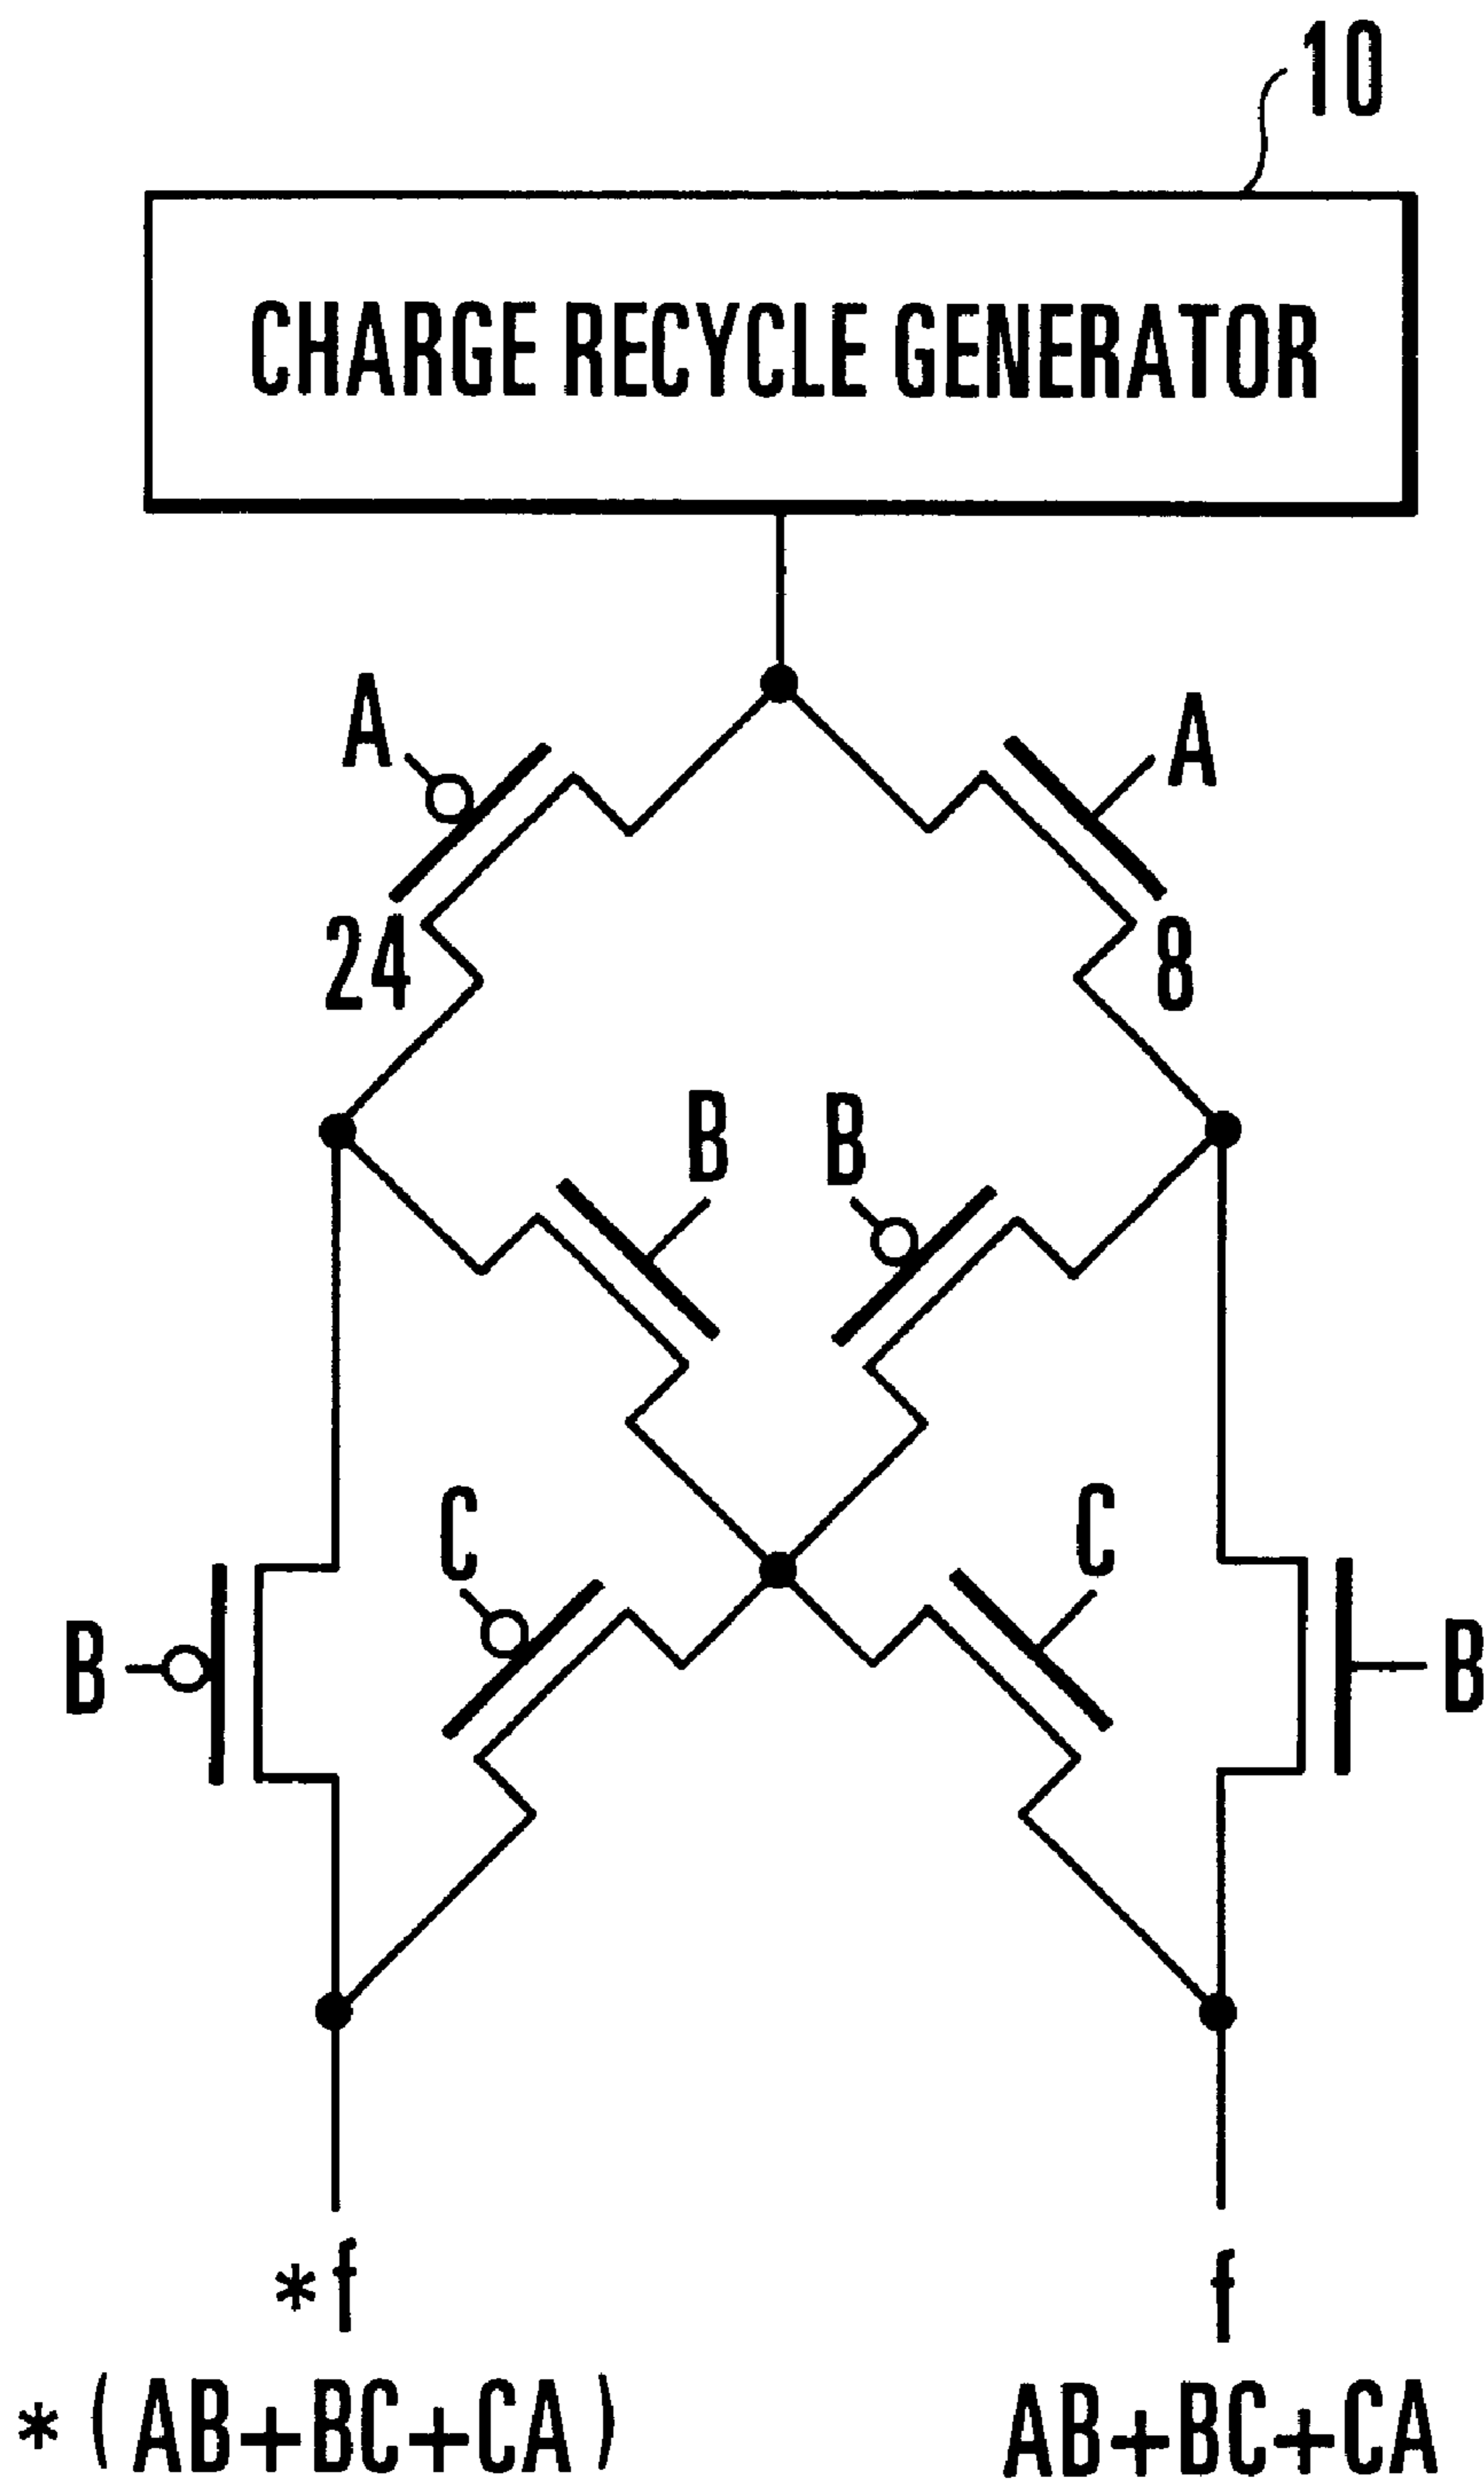 10
CHARGE RECYCLE GENERATOR
A
A
24
8
B
B
C
C
B
B
*f
f
*(AB+BC+CA)
AB+BC+CA